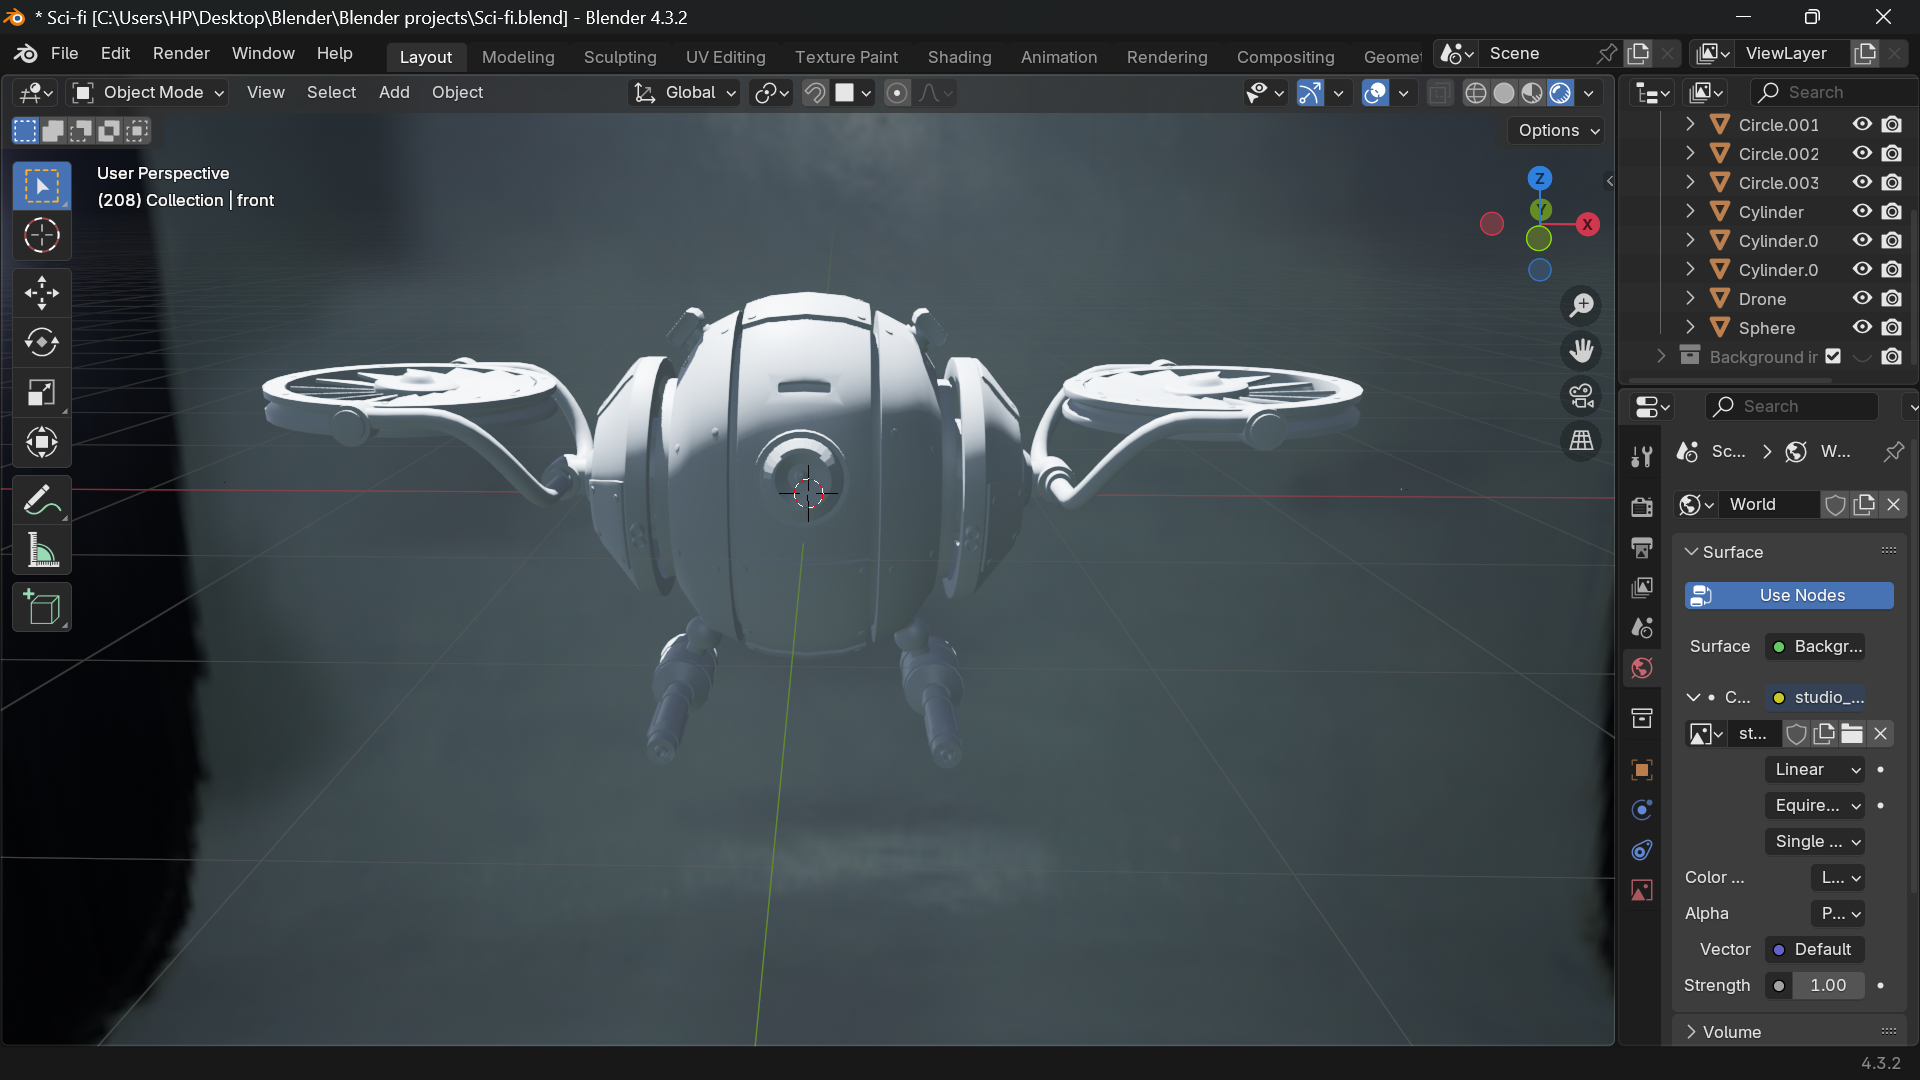 * Sci-fi [C:\Users\HP\Desktop\Blender\Blender projects\Sci-fi.blend] - Blender 4.3.2
File Edit Render Window Help Layout Modeling Sculpting UV Editing Texture Paint Shading Animation Rendering Compositing Geomet Scene ViewLayer
Object Mode View Select Add Object Global Search
Options
User Perspective
(208) Collection | front
Z
Y
X
Circle.001
Circle.002
Circle.003
Cylinder
Cylinder.0
Cylinder.0
Drone
Sphere
Background ir
Search
Sc... W...
World
Surface
Use Nodes
Surface Backgr...
C... studio_...
st...
Linear
Equire...
Single ...
Color ... L...
Alpha P...
Vector Default
Strength 1.00
Volume
4.3.2